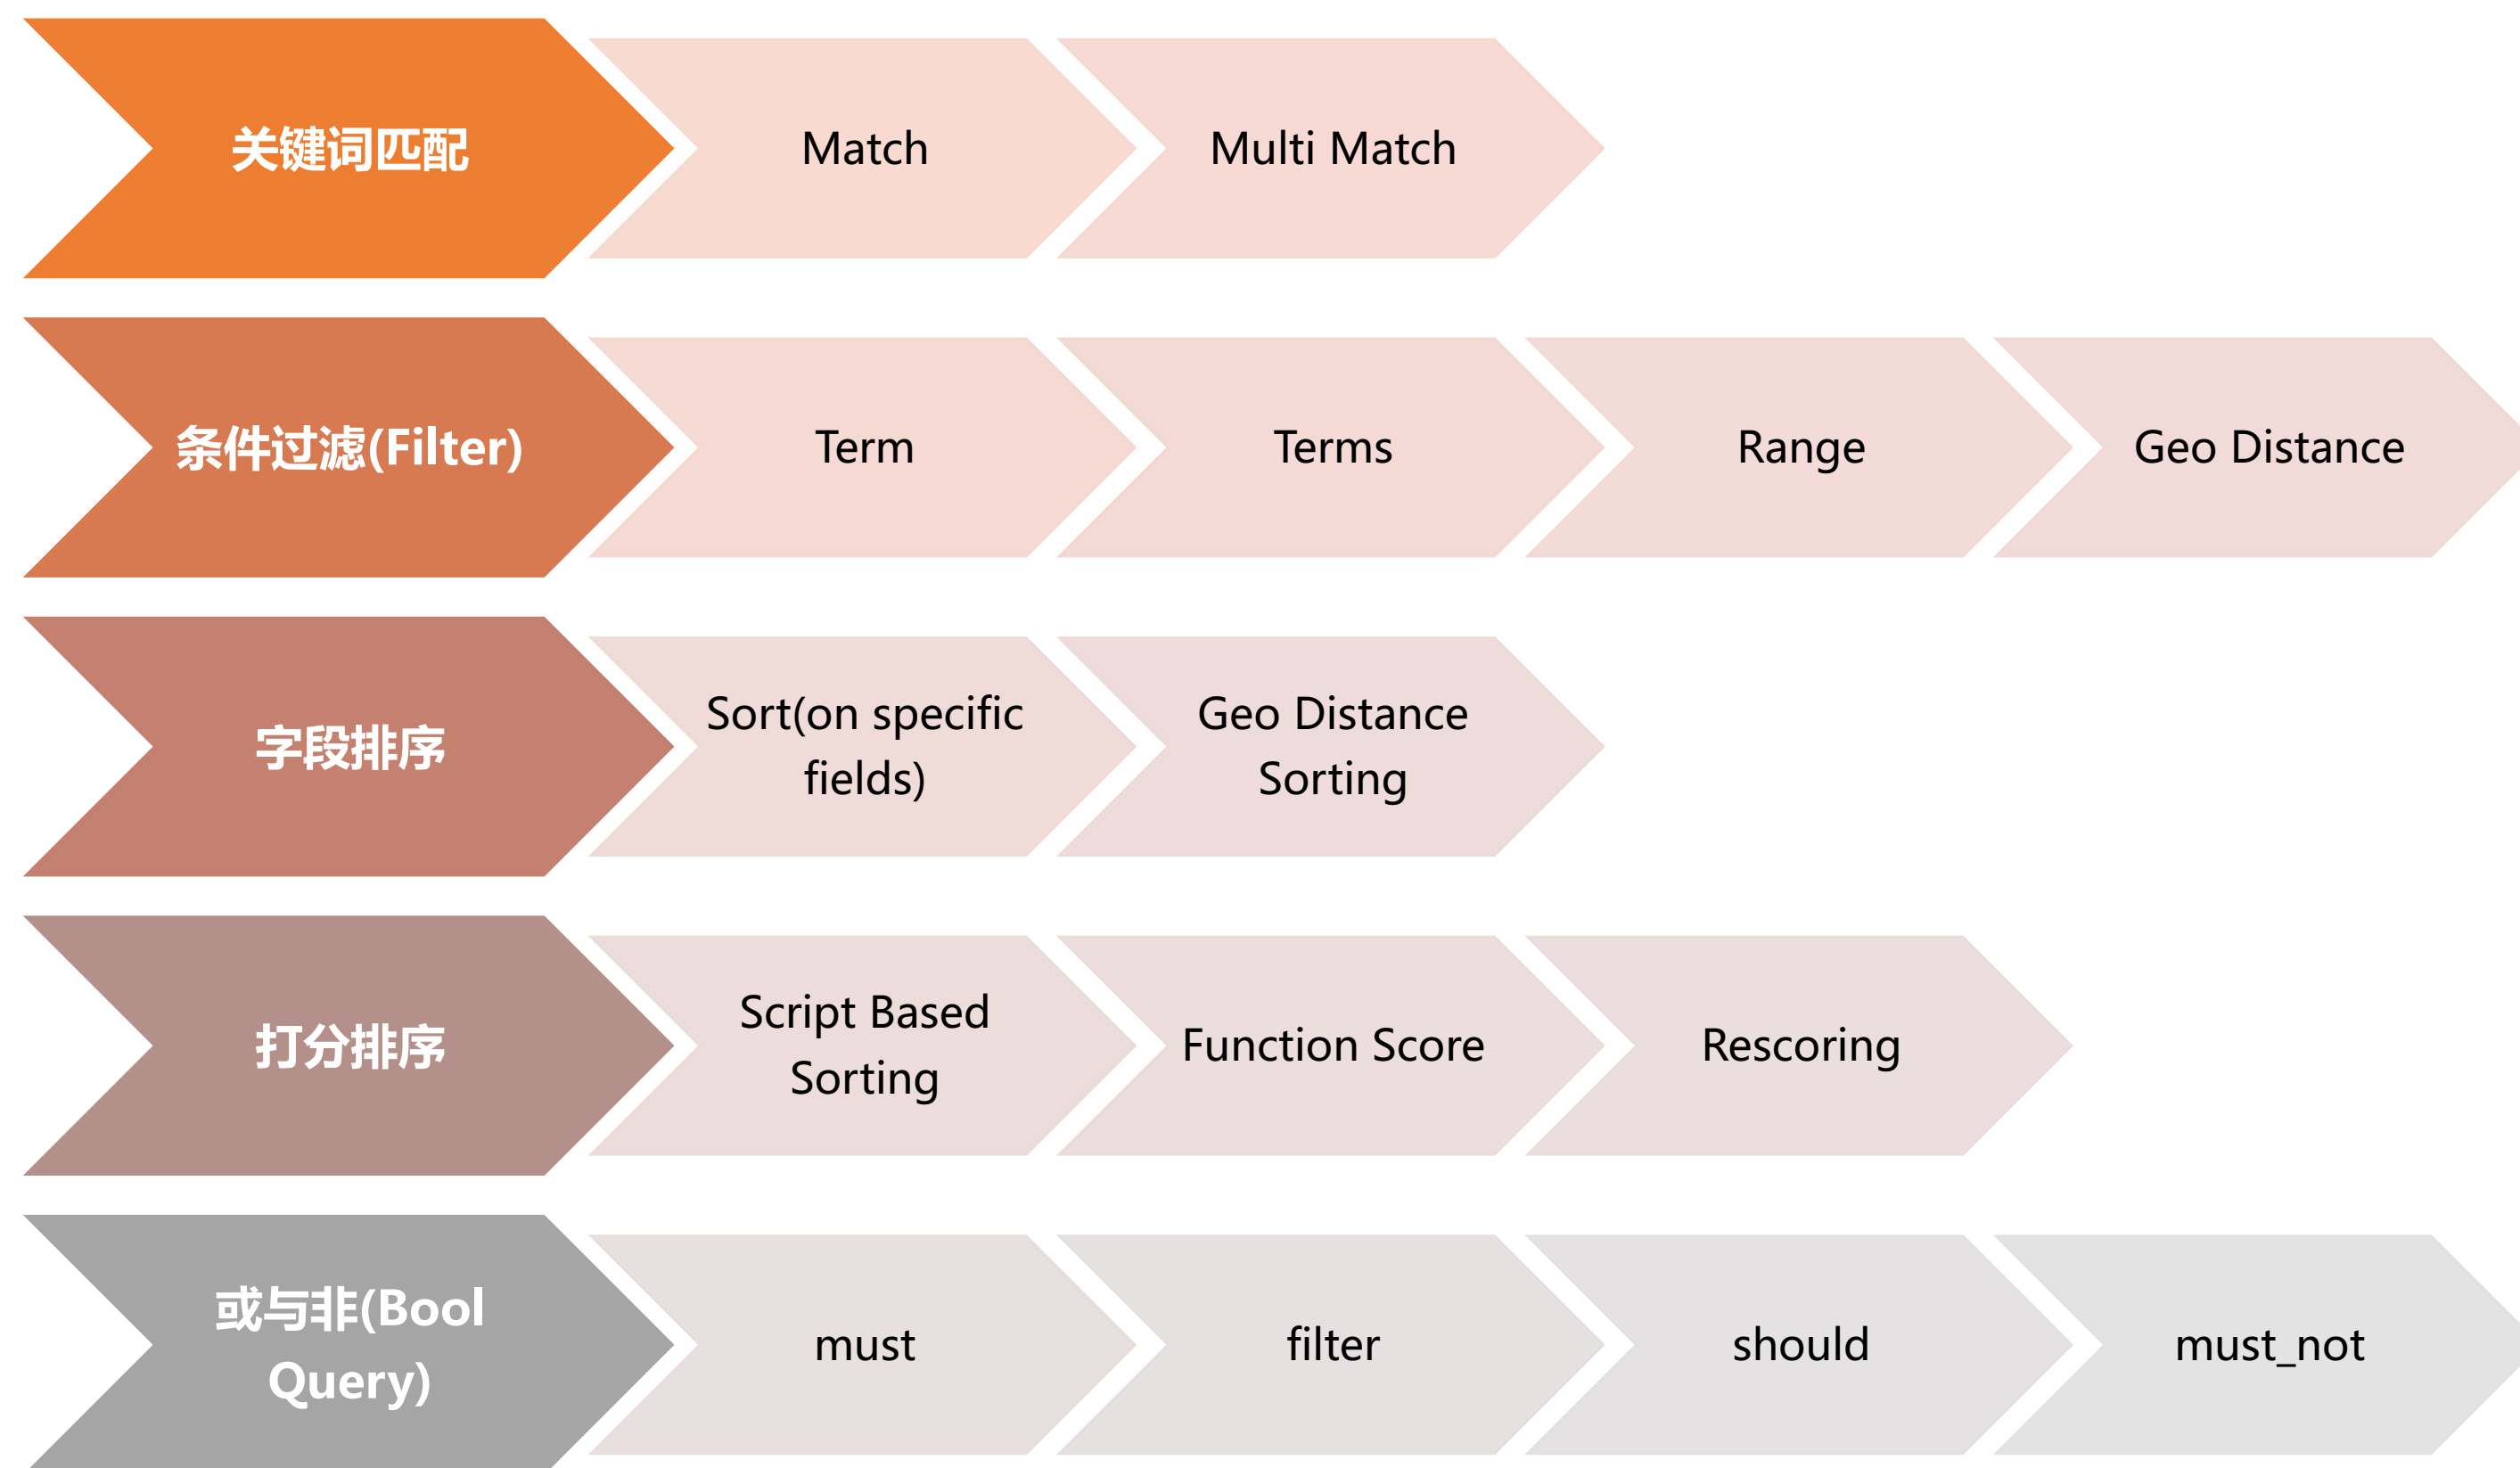 关键词匹配
Match
Multi Match
条件过滤(Filter)
Term
Terms
Range
Geo Distance
字段排序
Sort(on specific
fields)
Geo Distance
Sorting
打分排序
Script Based
Sorting
Function Score
Rescoring
或与非(Bool
Query)
must
filter
should
must_not